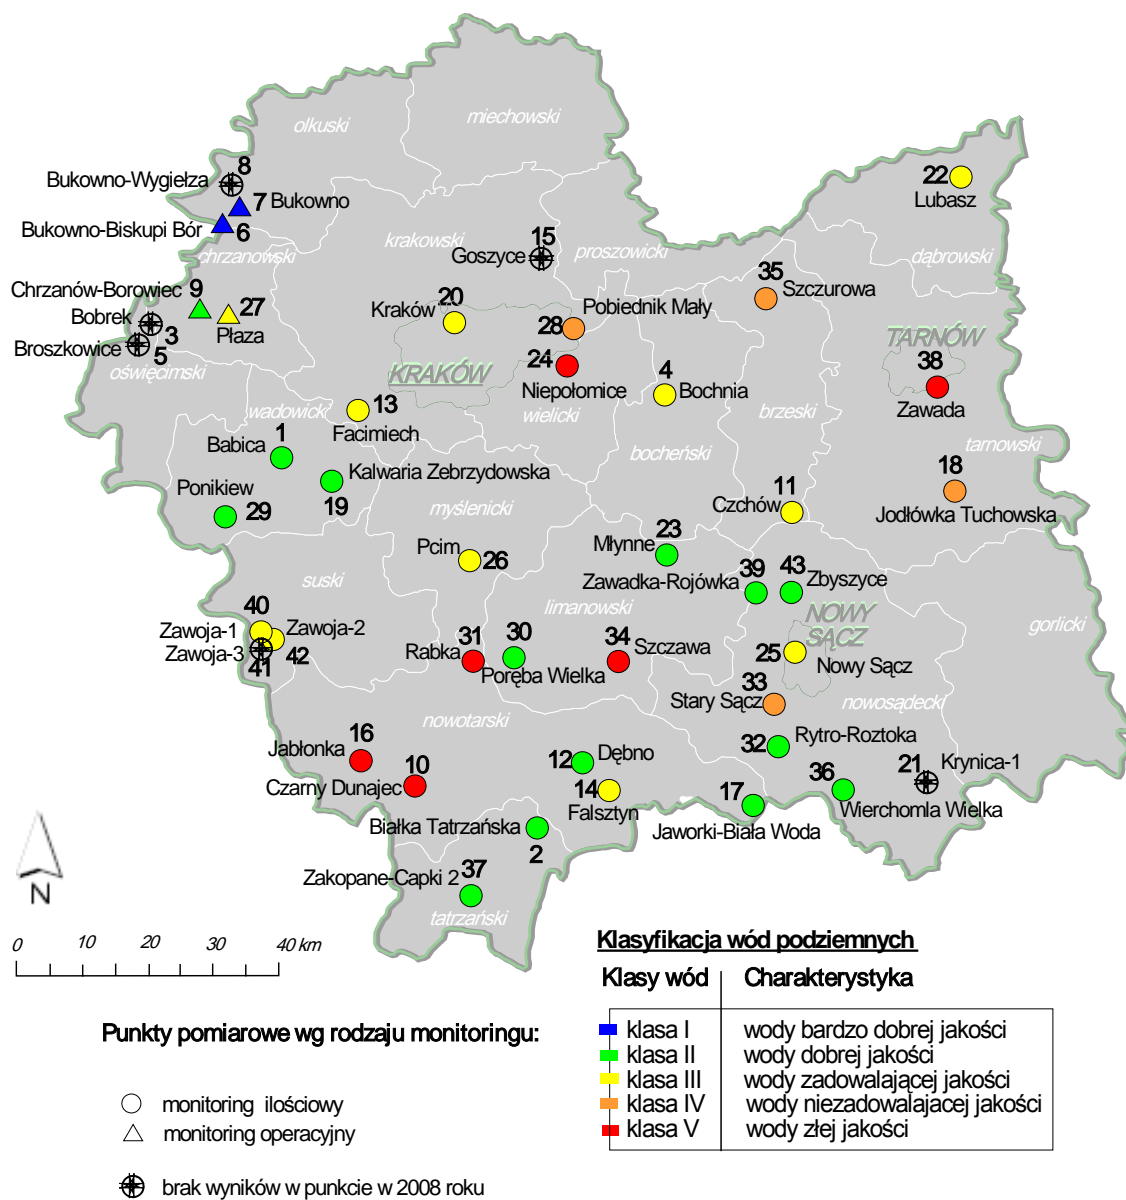 miechowski
olkuski
8
Bukowno-Wygiełza
7 Bukowno
Bukowno-Biskupi Bór
6
22
Lubasz
krakowski
15
Goszyce
proszowicki
chrzanowski
dąbrowski
35
Szczurowa
Chrzanów-Borowiec
9
27
Płaza
Bobrek
3
Broszkowice
5
oświęcimski
20
Kraków
Pobiednik Mały
28
KRAKÓW
24
Niepołomice
wielicki
4
Bochnia
TARNÓW
38
Zawada
brzeski
wadowicki
13
Facimiech
tarnowski
1
Babica
Kalwaria Zebrzydowska
19
Ponikiew
29
bocheński
18
Jodłówka Tuchowska
11
Czchów
myślenicki
23
Młynne
Pcim
26
suski
39
Zawadka-Rojówka
43
Zbyszyce
limanowski
NOWY
SĄCZ
gorlicki
40
Zawoja-1
Zawoja-2
Zawoja-3
41
42
31
Rabka
30
Poręba Wielka
34
Szczawa
25
Nowy Sącz
33
Stary Sącz
nowosądecki
nowotarski
16
Jabłonka
10
Czarny Dunajec
12
Dębno
14
Falsztyn
32
Rytro-Roztoka
21
Krynica-1
36
Wierchomla Wielka
17
Jaworki-Biała Woda
Białka Tatrzańska
2
37
Zakopane-Capki 2
tatrzański
N
0 10 20 30 40 km
Klasyfikacja wód podziemnych
Klasy wód Charakterystyka
klasa I wody bardzo dobrej jakości
klasa II wody dobrej jakości
klasa III wody zadowalającej jakości
klasa IV wody niezadowalajacej jakości
klasa V wody złej jakości
Punkty pomiarowe wg rodzaju monitoringu:
monitoring ilościowy
monitoring operacyjny
brak wyników w punkcie w 2008 roku